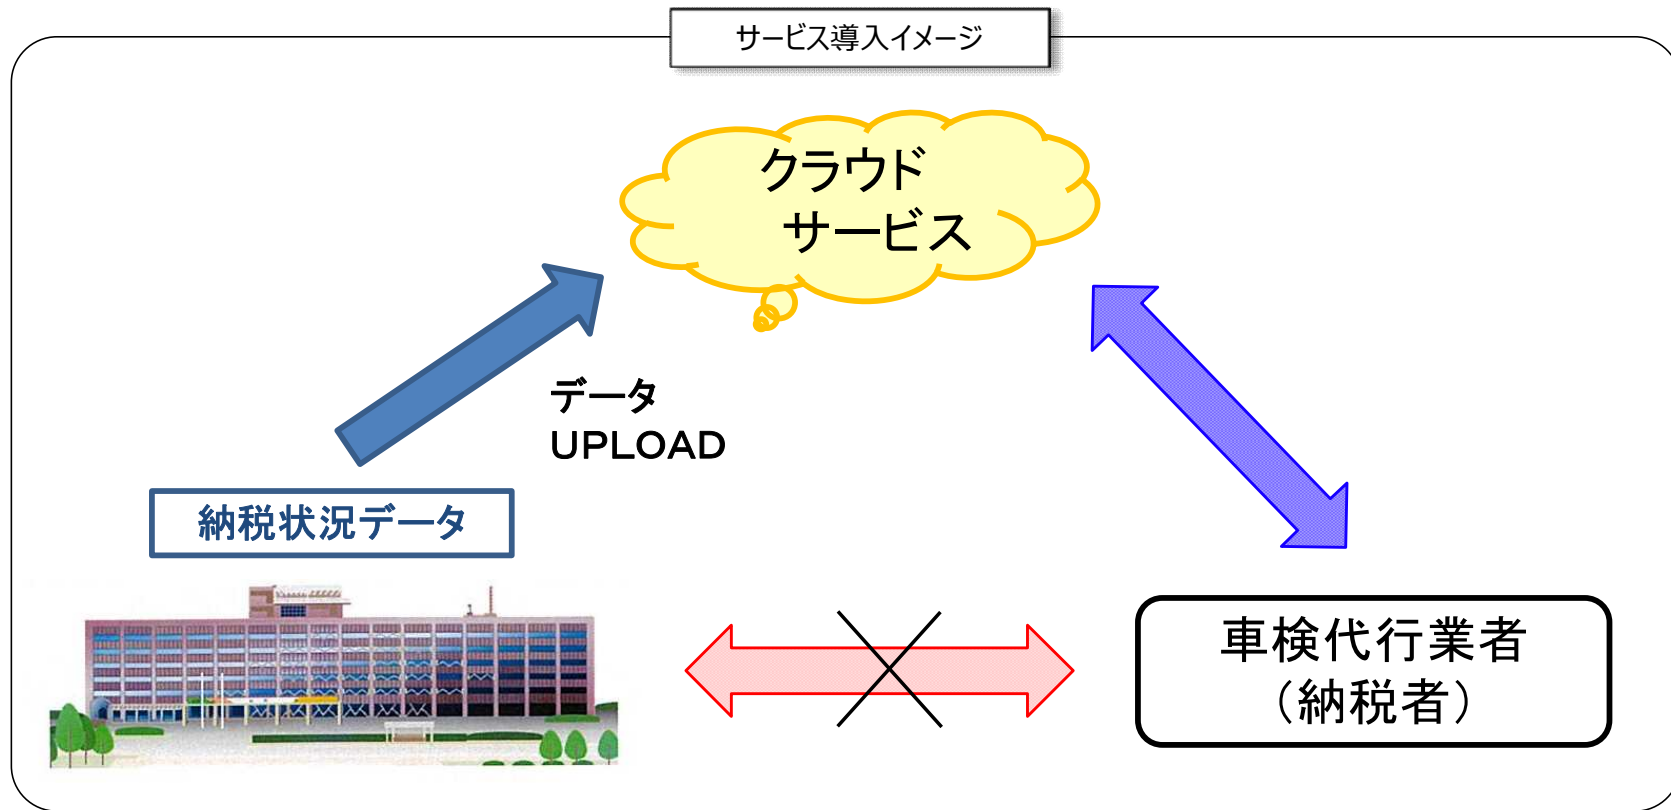 サービス導入イメージ
クラウド
サービス
データ
UPLOAD
納税状況データ
車検代行業者
（納税者）